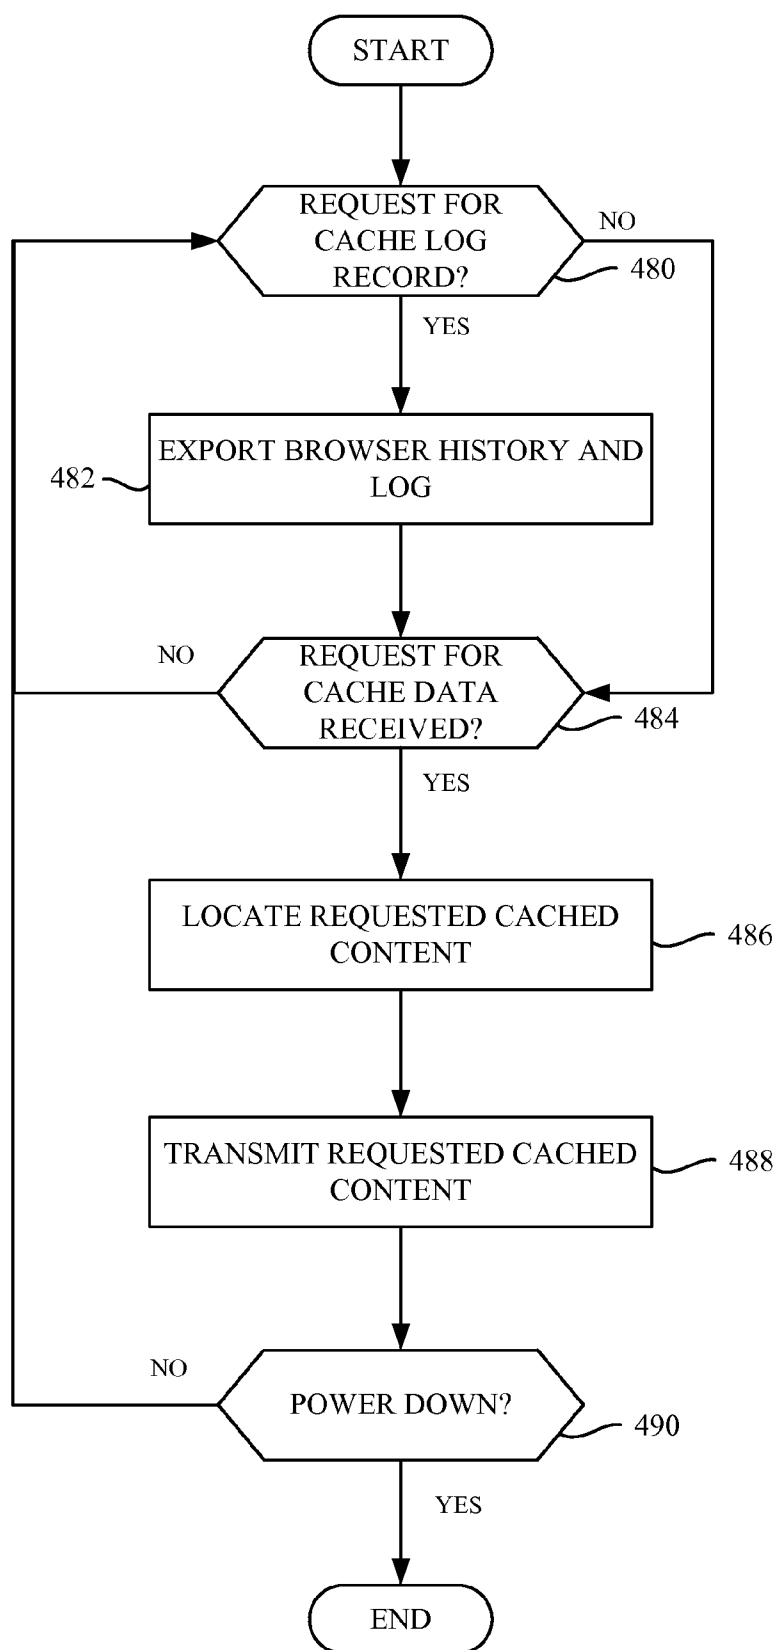 START
REQUEST FOR
CACHE LOG
RECORD?
NO
480
YES
EXPORT BROWSER HISTORY AND
LOG
482
NO
REQUEST FOR
CACHE DATA
RECEIVED?
484
YES
LOCATE REQUESTED CACHED
CONTENT
486
TRANSMIT REQUESTED CACHED
CONTENT
488
NO
POWER DOWN?
490
YES
END